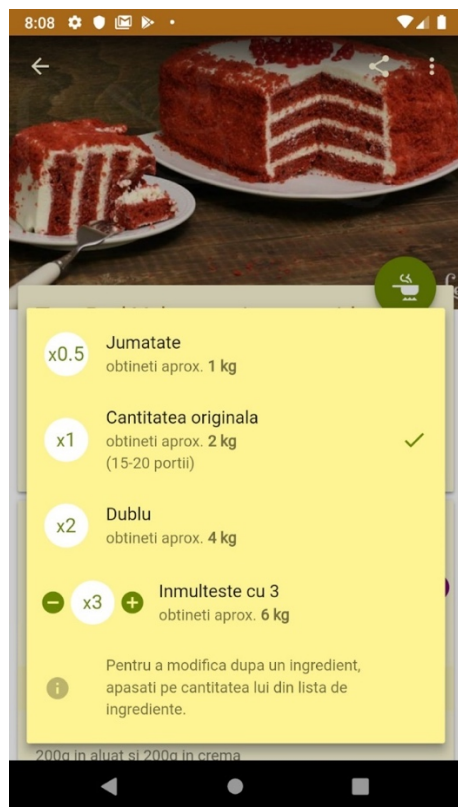 8:08
x0.5
Jumatate
obtineti aprox. 1 kg
x1
Cantitatea originala
obtineti aprox. 2 kg
(15-20 portii)
x2
Dublu
obtineti aprox. 4 kg
x3
Inmulteste cu 3
obtineti aprox. 6 kg
Pentru a modifica dupa un ingredient,
apasati pe cantitatea lui din lista de
ingrediente.
200g in aluat si 200g in crema